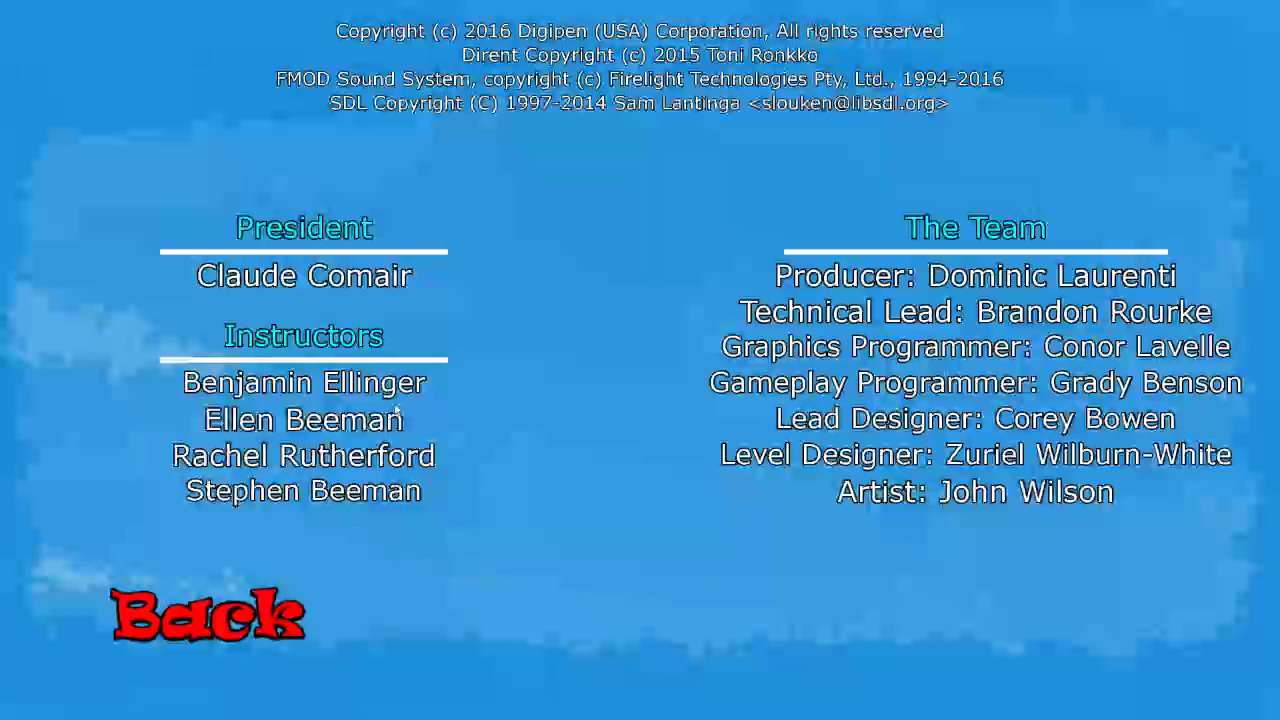 Copyright (c) 2016 Digipen (USA) Corporation, All rights reserved
Dirent Copyright (c) 2015 Toni Ronkko
FMOD Sound System, copyright (c) Firelight Technologies Pty, Ltd., 1994-2016
SDL Copyright (C) 1997-2014 Sam Lantinga <slouken@libsdl.org>
President
Claude Comair
Instructors
Benjamin Ellinger
Ellen Beeman
Rachel Rutherford
Stephen Beeman
The Team
Producer: Dominic Laurenti
Technical Lead: Brandon Rourke
Graphics Programmer: Conor Lavelle
Gameplay Programmer: Grady Benson
Lead Designer: Corey Bowen
Level Designer: Zuriel Wilburn-White
Artist: John Wilson
Back